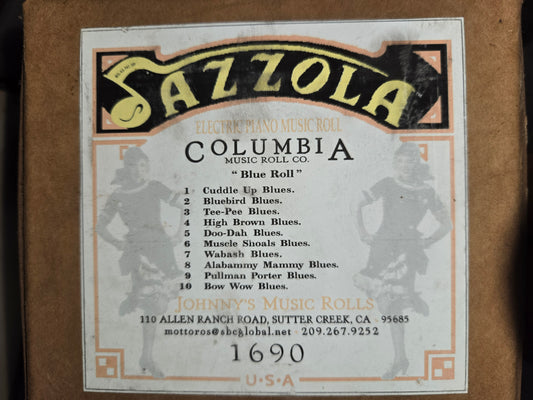 JAZZOLA
ELECTRIC PIANO MUSIC ROLL
COLUMBIA
MUSIC ROLL CO.
"Blue Roll"
1 Cuddle Up Blues.
2 Bluebird Blues.
3 Tee-Pee Blues.
4 High Brown Blues.
5 Doo-Dah Blues.
6 Muscle Shoals Blues.
7 Wabash Blues.
8 Alabammy Mammy Blues.
9 Pullman Porter Blues.
10 Bow Wow Blues.
JOHNNY'S MUSIC ROLLS
110 ALLEN RANCH ROAD, SUTTER CREEK, CA 95685
mottoros@sbcglobal.net 209.267.9252
1690
U·S·A